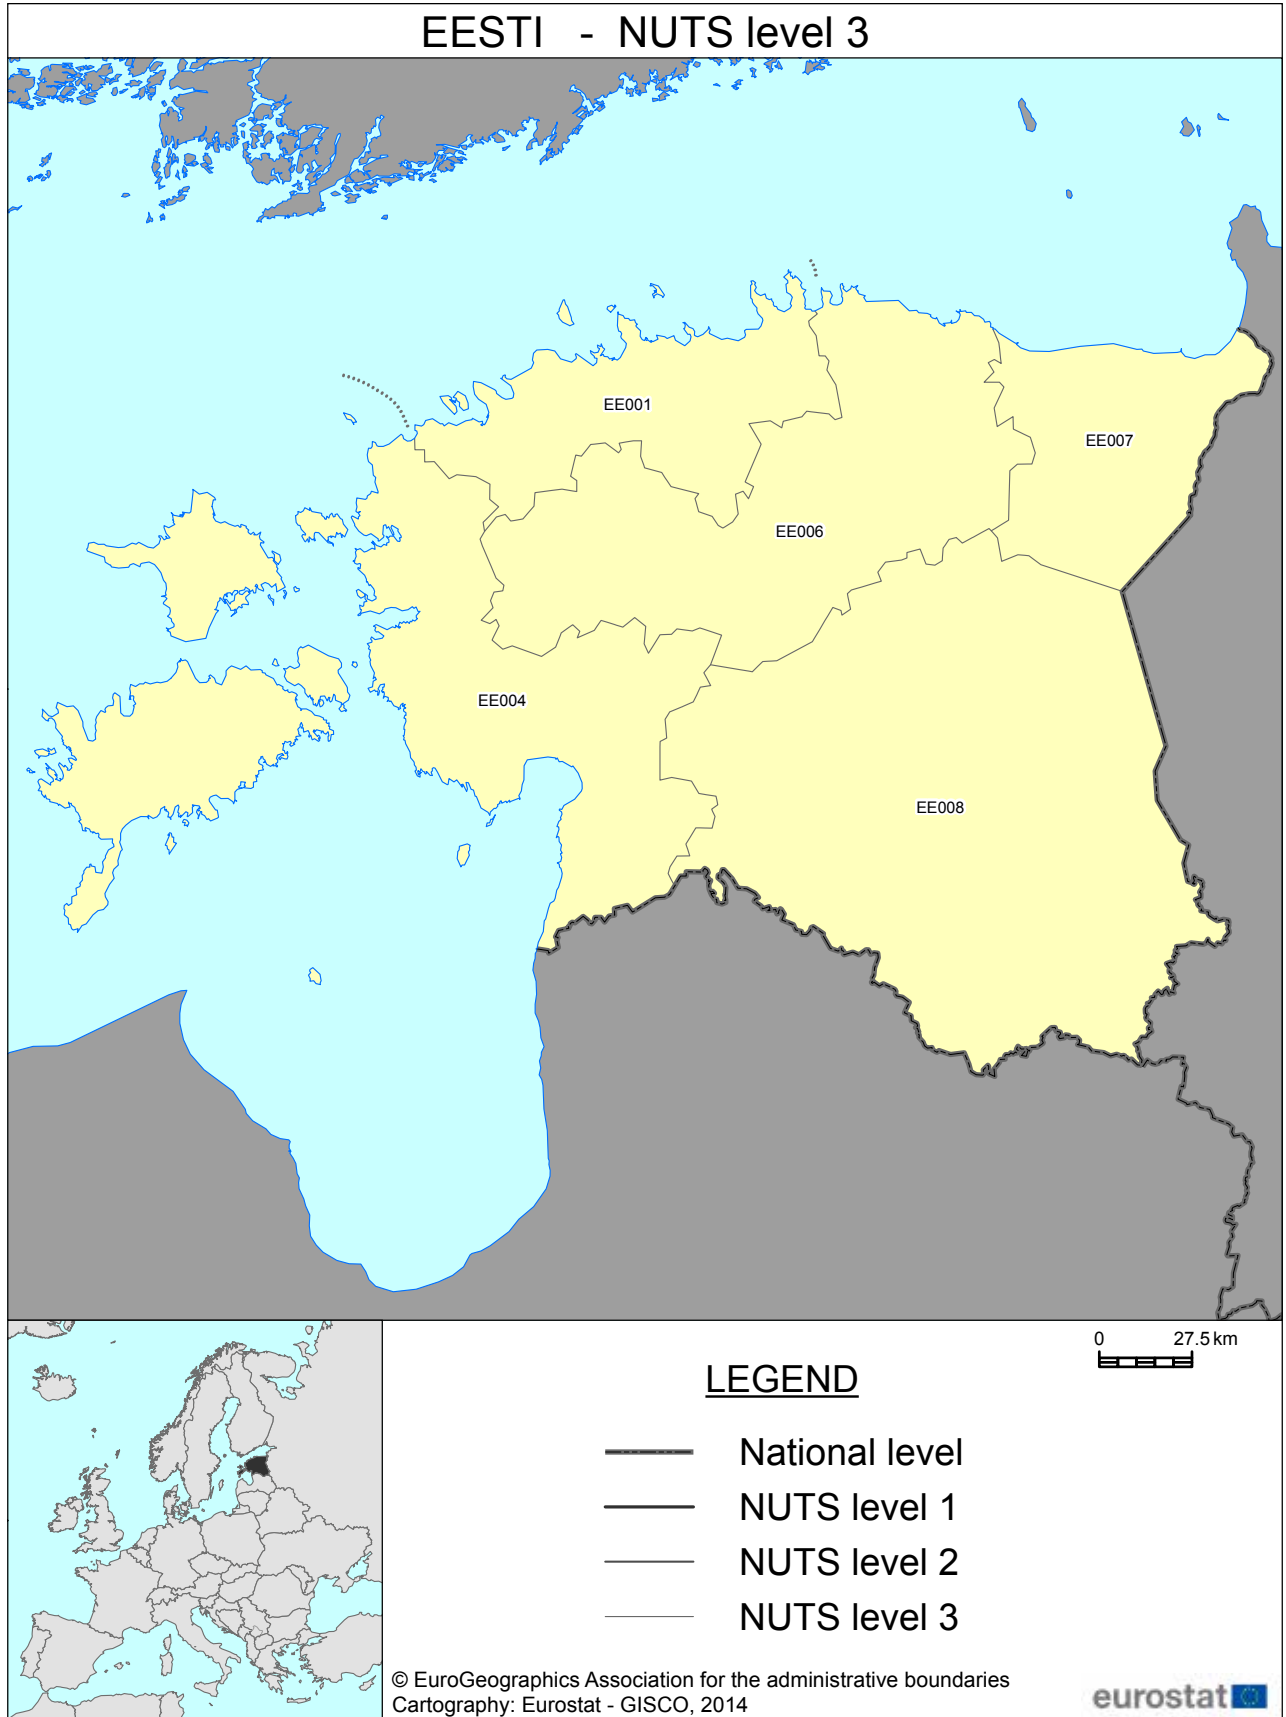 EESTI - NUTS level 3
EE001
EE007
EE006
EE004
EE008
0 27.5 km
LEGEND
National level
NUTS level 1
NUTS level 2
NUTS level 3
© EuroGeographics Association for the administrative boundaries
Cartography: Eurostat - GISCO, 2014
eurostat